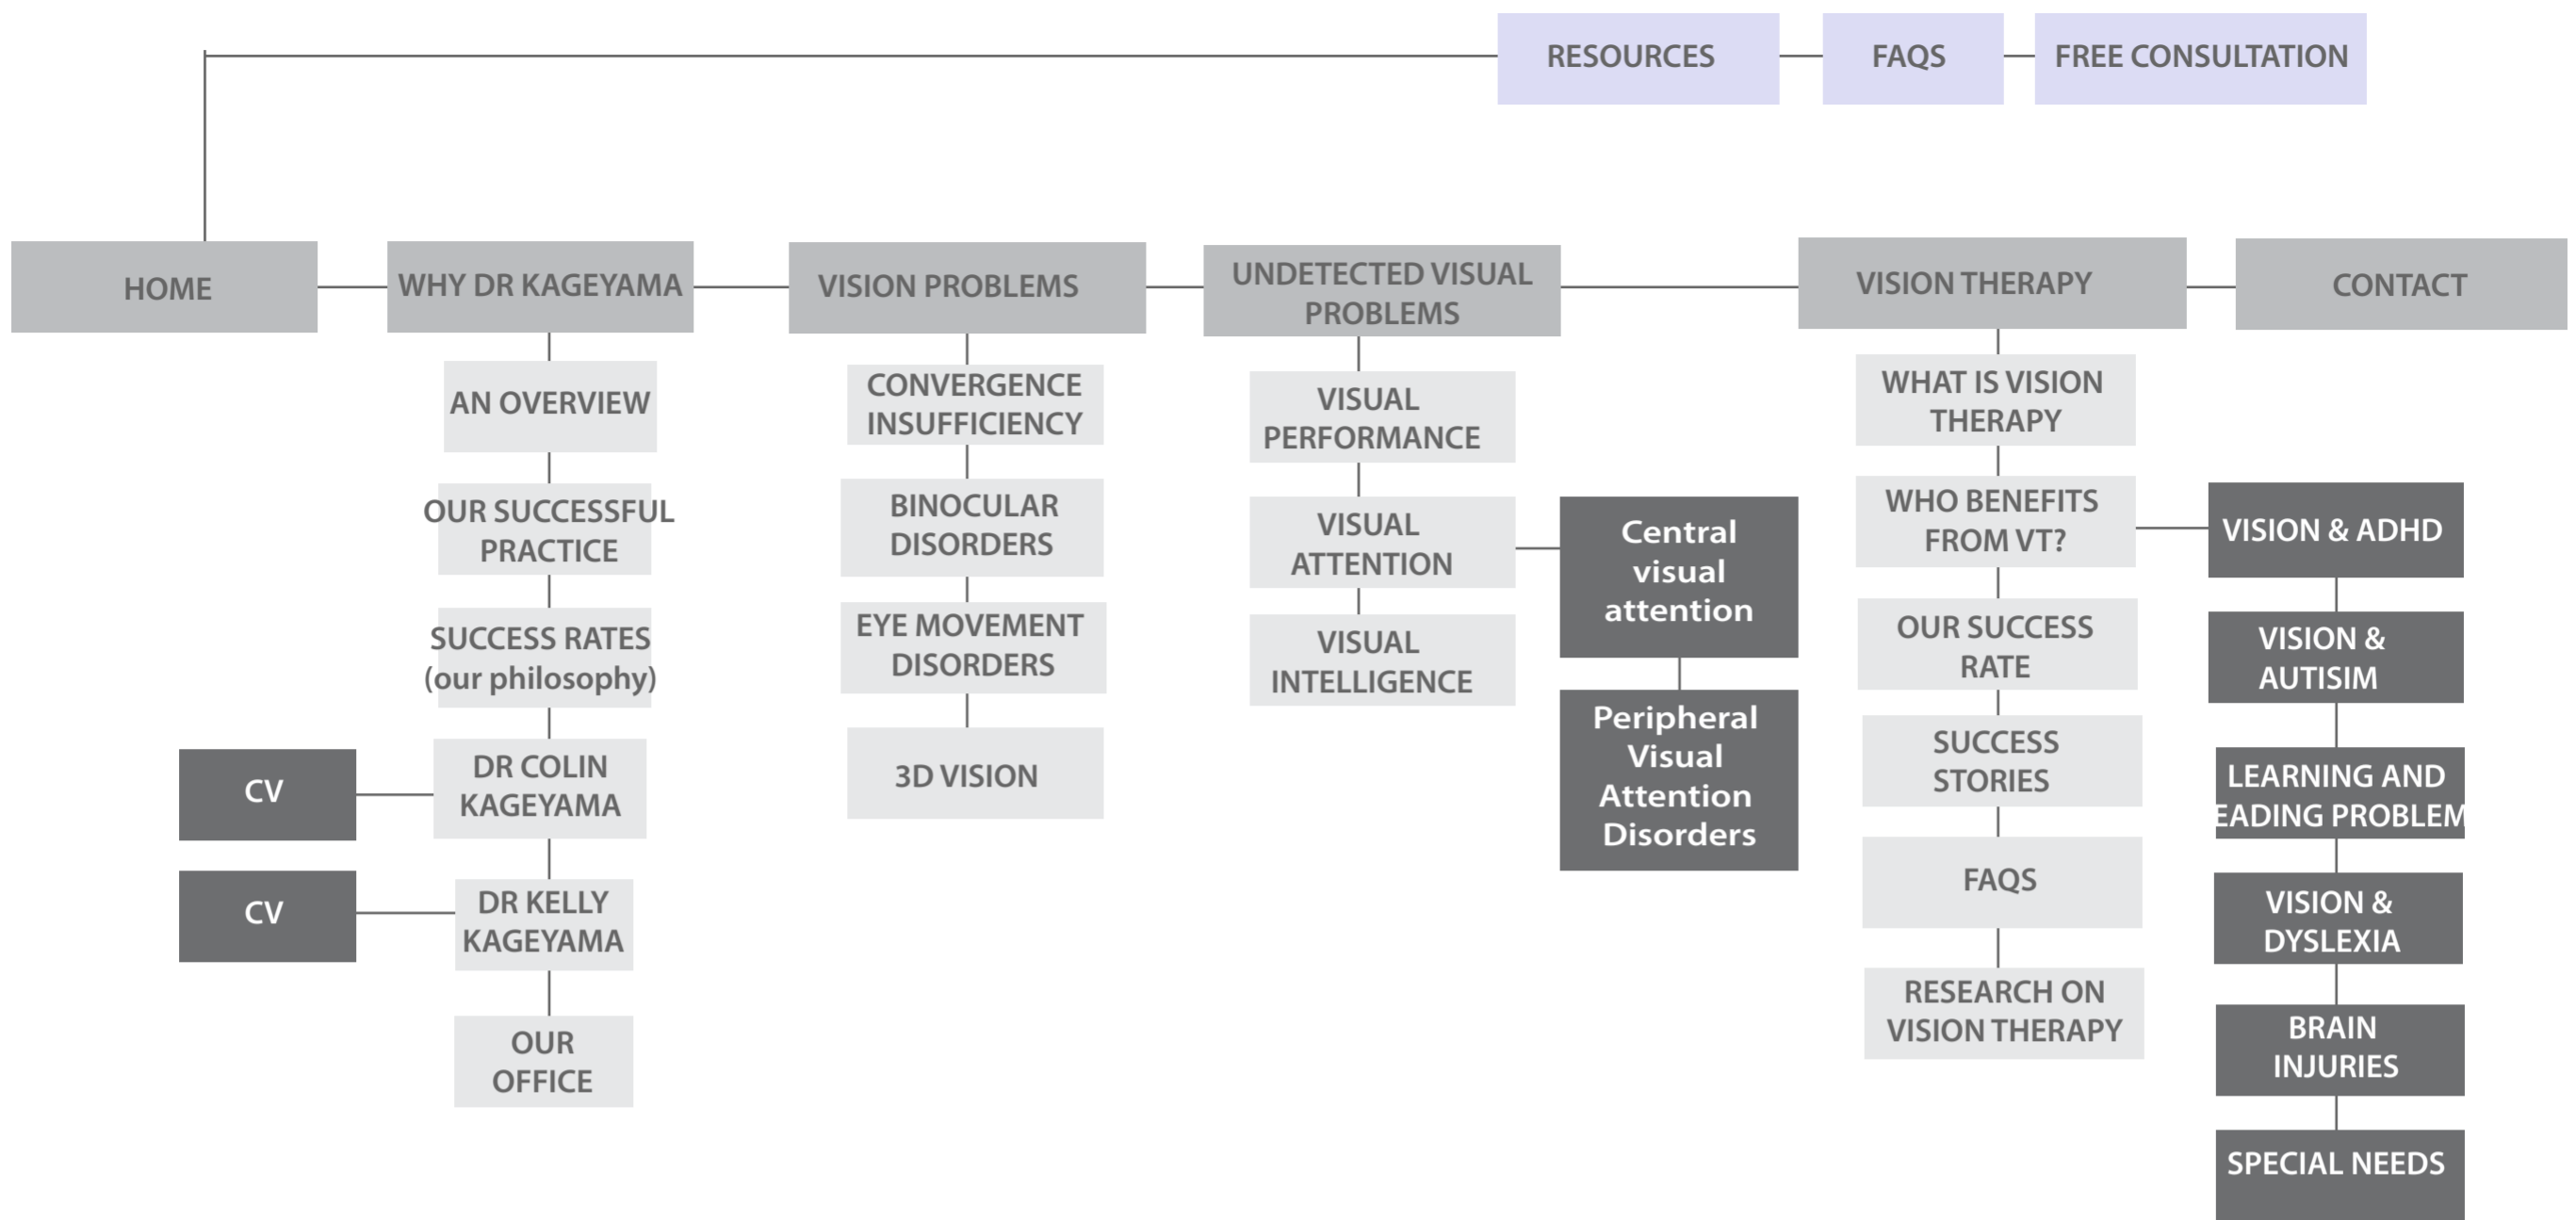 RESOURCES
FAQS
FREE CONSULTATION
HOME
WHY DR KAGEYAMA
VISION PROBLEMS
UNDETECTED VISUAL
PROBLEMS
VISION THERAPY
CONTACT
AN OVERVIEW
OUR SUCCESSFUL
PRACTICE
SUCCESS RATES
(our philosophy)
DR COLIN
KAGEYAMA
CV
DR KELLY
KAGEYAMA
CV
OUR
OFFICE
CONVERGENCE
INSUFFICIENCY
BINOCULAR
DISORDERS
EYE MOVEMENT
DISORDERS
3D VISION
VISUAL
PERFORMANCE
VISUAL
ATTENTION
VISUAL
INTELLIGENCE
Central
visual
attention
Peripheral
Visual
Attention
Disorders
WHAT IS VISION
THERAPY
WHO BENEFITS
FROM VT?
OUR SUCCESS
RATE
SUCCESS
STORIES
FAQS
RESEARCH ON
VISION THERAPY
VISION & ADHD
VISION &
AUTISIM
LEARNING AND
EADING PROBLEM
VISION &
DYSLEXIA
BRAIN
INJURIES
SPECIAL NEEDS